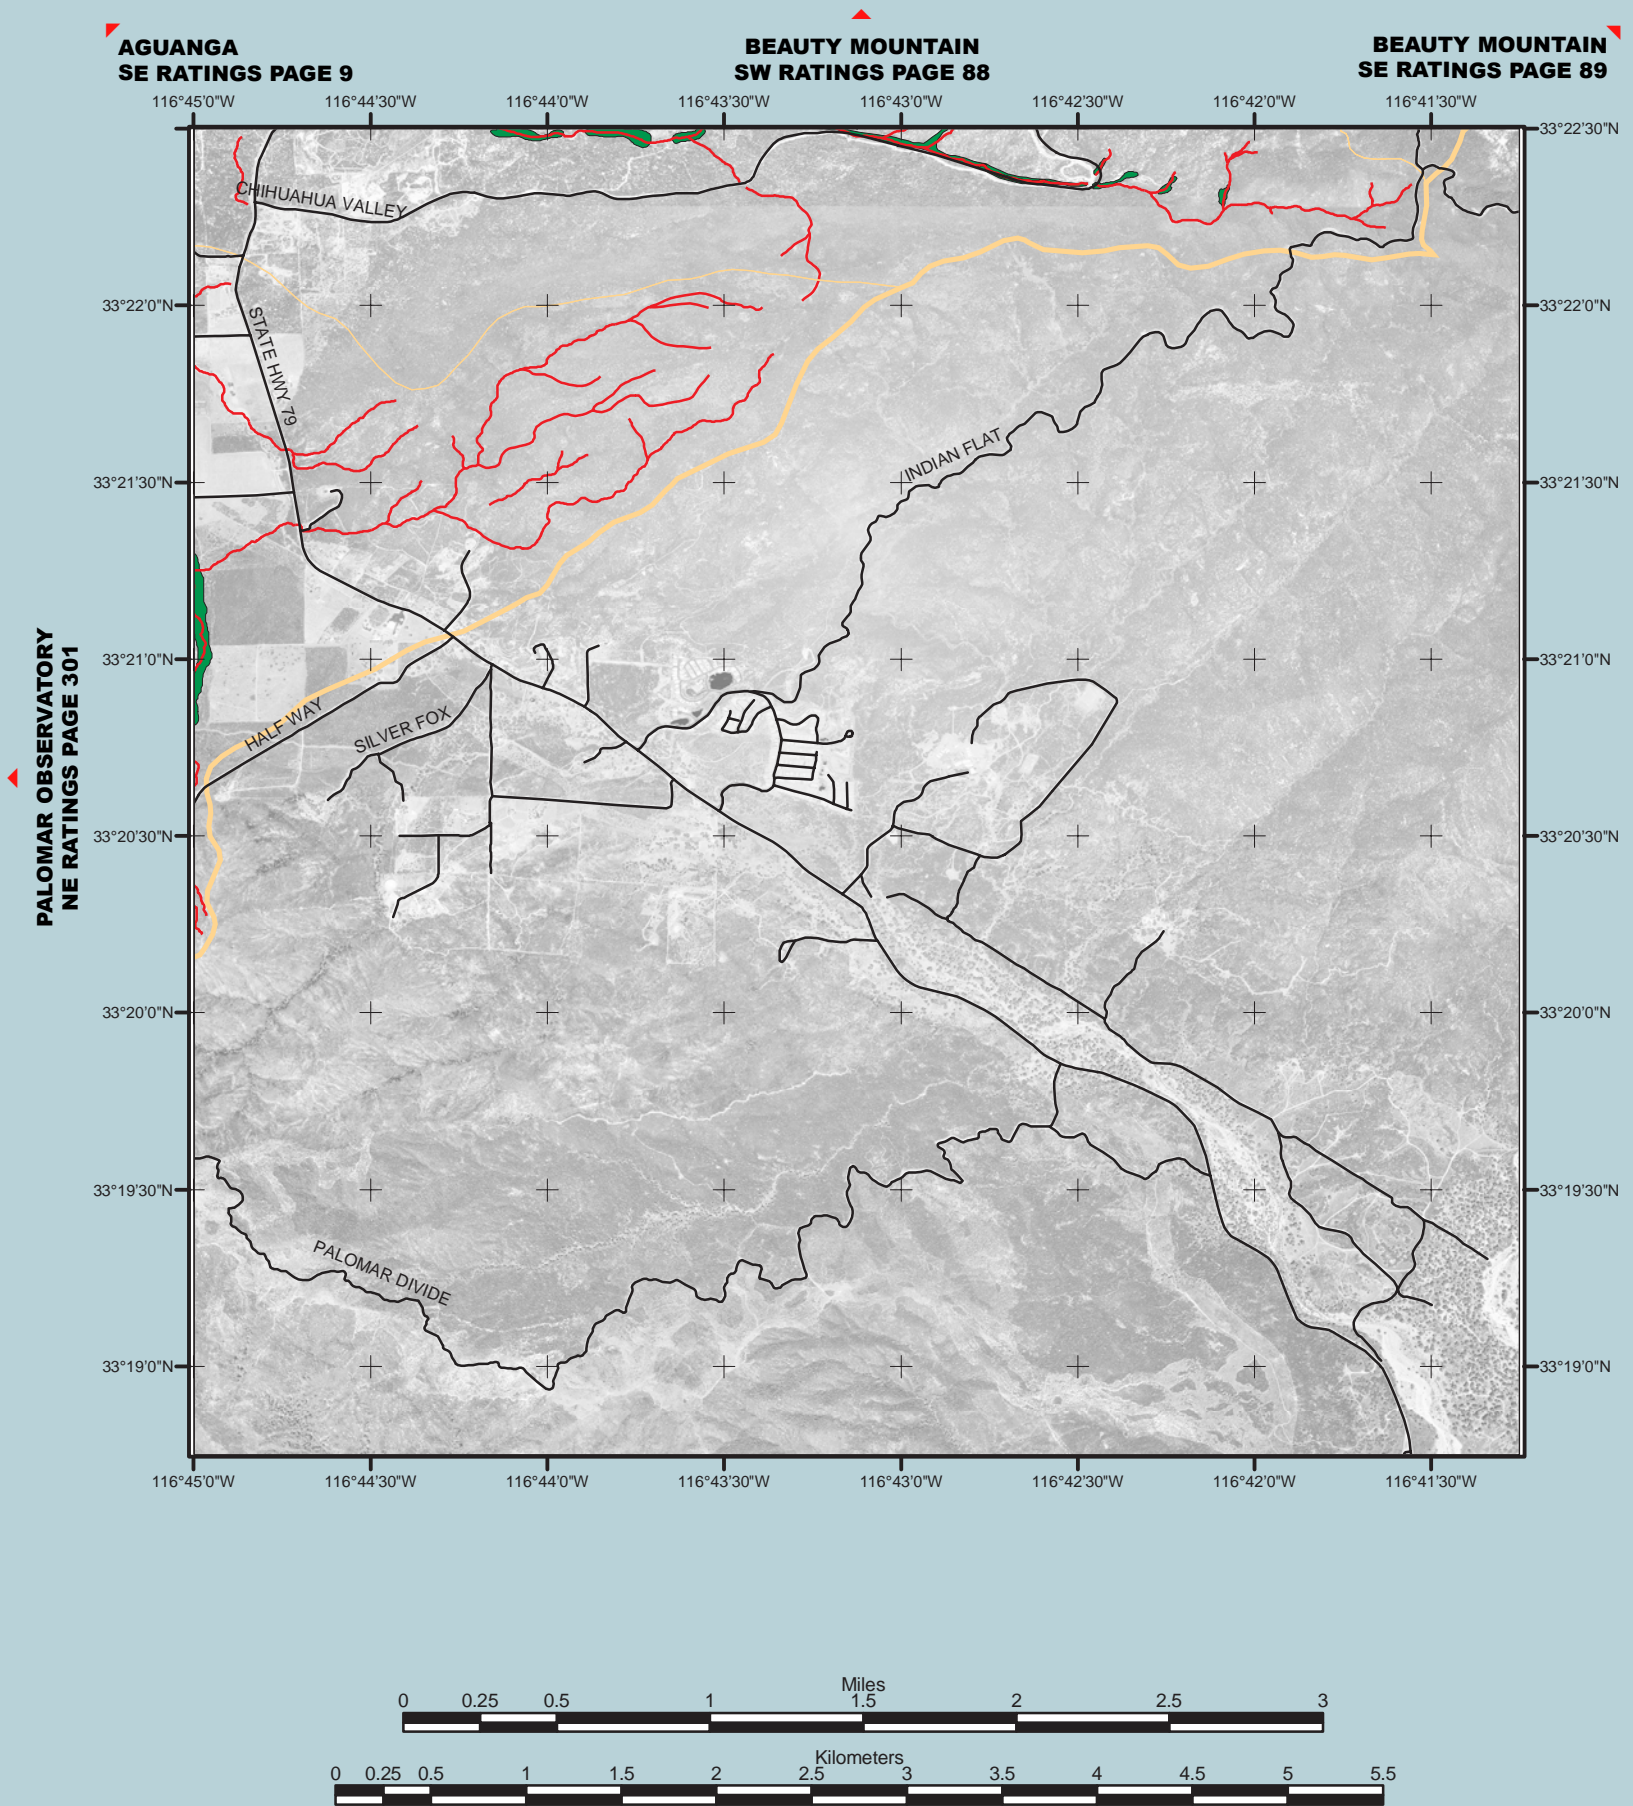 AGUANGA
SE RATINGS PAGE 9
BEAUTY MOUNTAIN
SW RATINGS PAGE 88
BEAUTY MOUNTAIN
SE RATINGS PAGE 89
116°45'0"W 116°44'30"W 116°44'0"W 116°43'30"W 116°43'0"W 116°42'30"W 116°42'0"W 116°41'30"W
33°22'30"N
CHIHUAHUA VALLEY
33°22'0"N 33°22'0"N
STATE HWY 79
INDIAN FLAT
33°21'30"N 33°21'30"N
33°21'0"N 33°21'0"N
PALOMAR OBSERVATORY
NE RATINGS PAGE 301
HALF WAY
SILVER FOX
33°20'30"N 33°20'30"N
33°20'0"N 33°20'0"N
33°19'30"N 33°19'30"N
PALOMAR DIVIDE
33°19'0"N 33°19'0"N
116°45'0"W 116°44'30"W 116°44'0"W 116°43'30"W 116°43'0"W 116°42'30"W 116°42'0"W 116°41'30"W
Miles
0 0.25 0.5 1 1.5 2 2.5 3
Kilometers
0 0.25 0.5 1 1.5 2 2.5 3 3.5 4 4.5 5 5.5